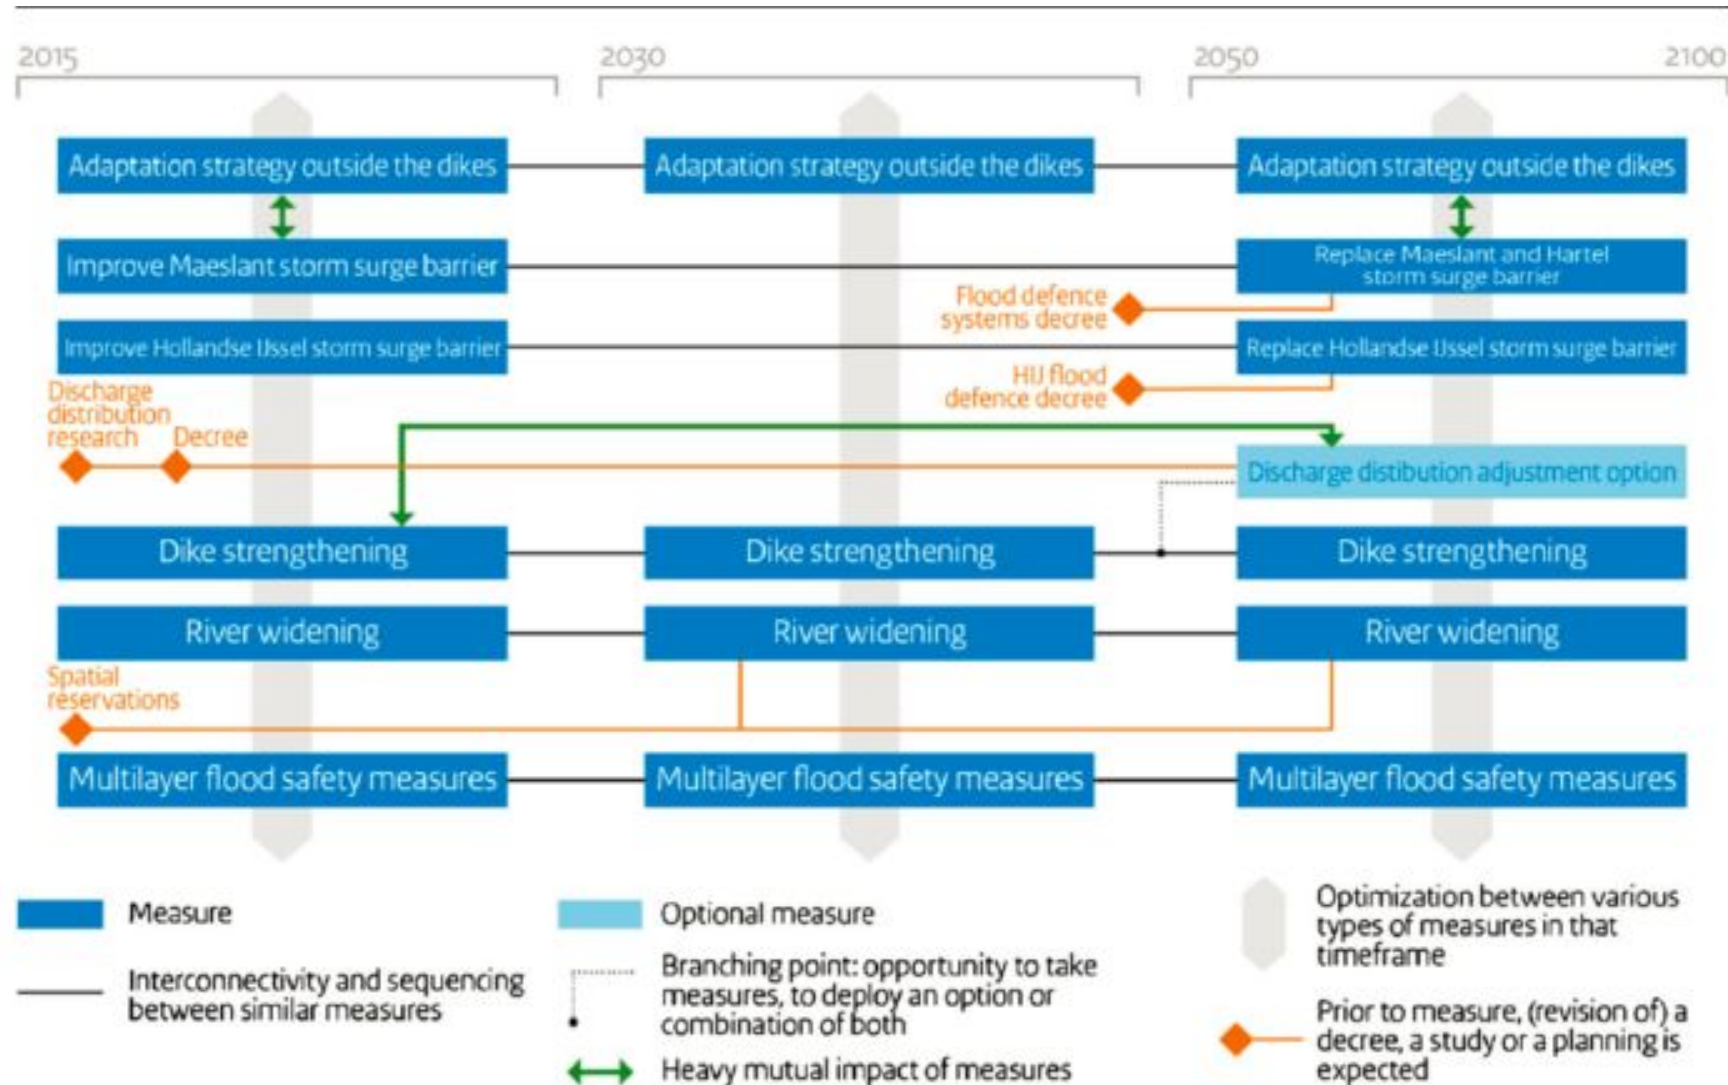 2015
2030
2050
2100
Adaptation strategy outside the dikes
Adaptation strategy outside the dikes
Adaptation strategy outside the dikes
Improve Maeslant storm surge barrier
Replace Maeslant and Hartel
storm surge barrier
Flood defence
systems decree
Improve Hollandse IJssel storm surge barrier
Replace Hollandse IJssel storm surge barrier
HIJ flood
defence decree
Discharge
distribution
research
Decree
Discharge distibution adjustment option
Dike strengthening
Dike strengthening
Dike strengthening
River widening
River widening
River widening
Spatial
reservations
Multilayer flood safety measures
Multilayer flood safety measures
Multilayer flood safety measures
Measure
Interconnectivity and sequencing
between similar measures
Optional measure
Branching point: opportunity to take
measures, to deploy an option or
combination of both
Heavy mutual impact of measures
Optimization between various
types of measures in that
timeframe
Prior to measure, (revision of) a
decree, a study or a planning is
expected